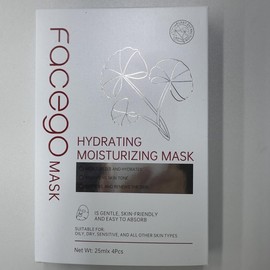 Facego MASK
HYDRATING
MOISTURIZING MASK
IS GENTLE, SKIN-FRIENDLY
AND EASY TO ABSORB
SUITABLE FOR:
OILY, DRY, SENSITIVE, AND ALL OTHER SKIN TYPES
Net Wt: 25mlx 4Pcs